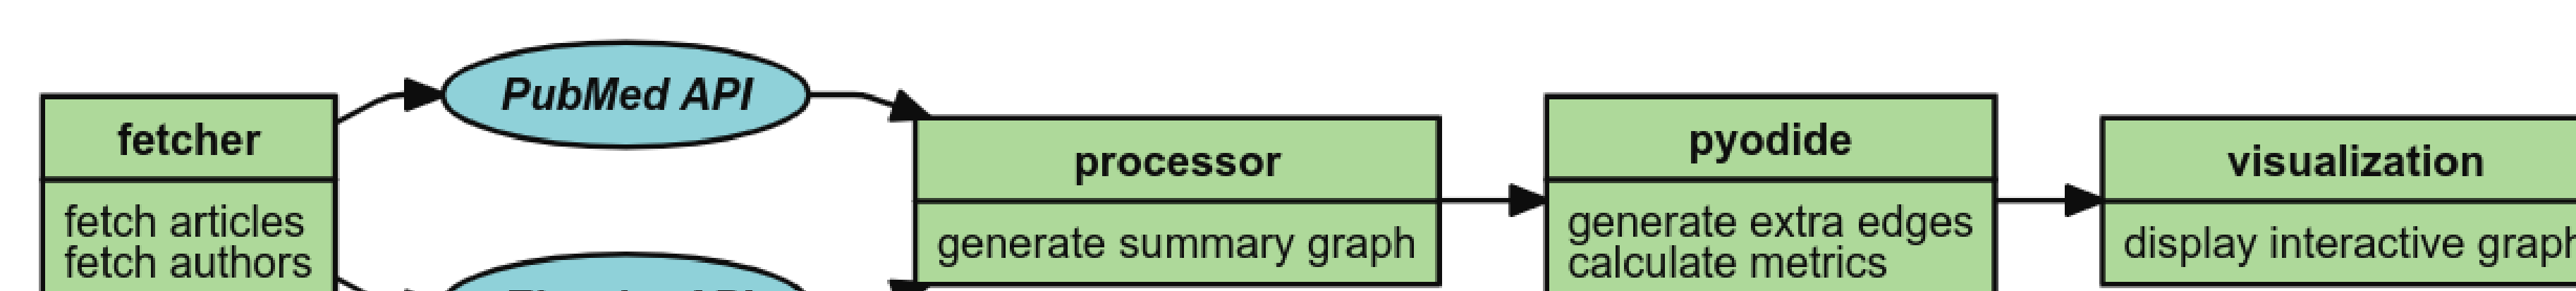 PubMed API
fetcher
fetch articles
fetch authors
processor
generate summary graph
pyodide
generate extra edges
calculate metrics
visualization
display interactive graph